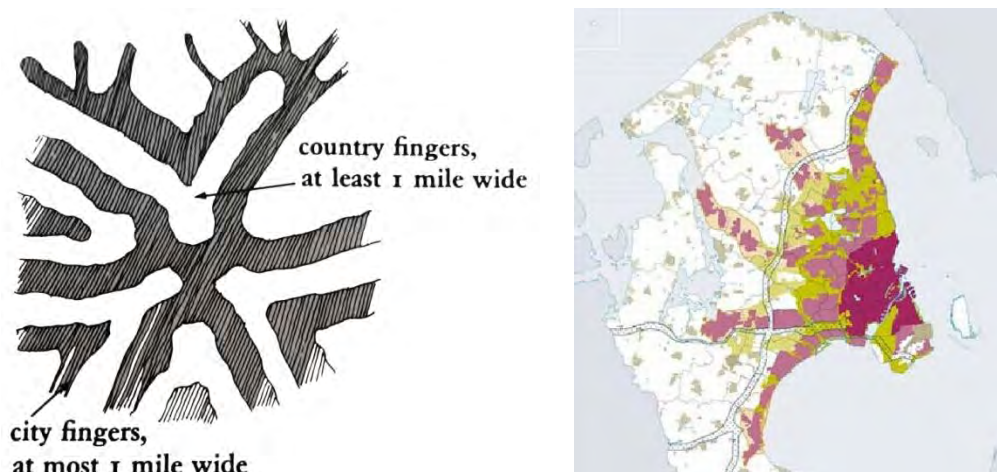 country fingers,
at least 1 mile wide
city fingers,
at most 1 mile wide